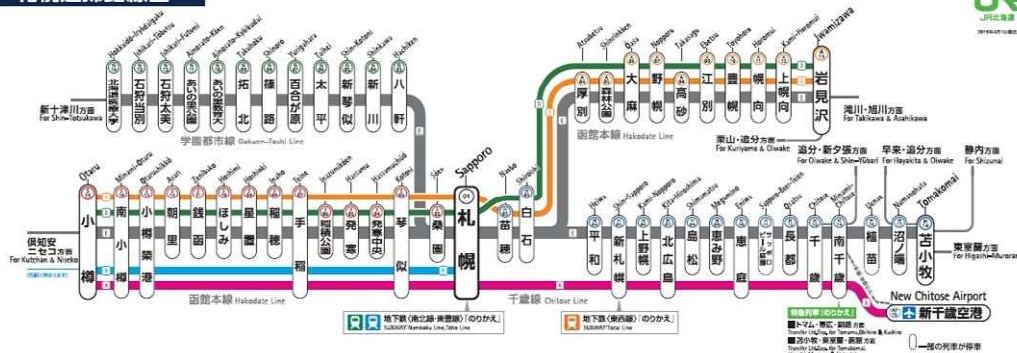 JR北海道
Hokkaido-Iryodaigaku
Ishikari-Tobetsu
Ishikari-Futomi
Ainosato-Koen
Ainosato-Kyoikudai
Takuhoku
Shinoro
Yurigahara
Taihei
Shin-Kotoni
Shinkawa
Hachiken
北海道医療大学
石狩当別
石狩太美
あいの里公園
あいの里教育大
拓北
篠路
百合が原
太平
新琴似
新川
八軒
新十津川方面
For Shin-Totsukawa
学園都市線 Gakuen-Toshi Line
Atsubetsu
Shinrinkoen
Oasa
Nopporo
Takasago
Ebetsu
Toyohoro
Horomui
Kami-Horomui
Iwamizawa
厚別
森林公園
大麻
野幌
高砂
江別
豊幌
幌向
上幌向
岩見沢
函館本線 Hakodate Line
滝川・旭川方面
For Takikawa & Asahikawa
栗山・追分方面
For Kuriyama & Oiwake
追分・新夕張方面
For Oiwake & Shin-Yūbari
早来・追分方面
For Hayakita & Oiwake
静内方面
For Shizunai
Otaru
Minami-Otaru
Otaruchikko
Asari
Zenibako
Hoshimi
Hoshioki
Inaho
Teine
Inazumikoen
Hassamu
Hassamuchuo
Kotoni
Soen
Sapporo
Naebo
Shiroishi
小樽
南小樽
小樽築港
朝里
銭函
ほしみ
星置
稲穂
手稲
稲積公園
発寒
発寒中央
琴似
桑園
01
札幌
苗穂
白石
Heiwa
Shin-Sapporo
Kami-Nopporo
Kita-Hiroshima
Shimamatsu
Megumino
Eniwa
Sapporo-Beer-Teien
Osatsu
Chitose
Minami-Chitose
Uenae
Numanohata
Tomakomai
平和
新札幌
上野幌
北広島
島松
恵み野
恵庭
サッポロビール庭園
長都
千歳
南千歳
植苗
沼ノ端
苫小牧
倶知安
ニセコ方面
For Kutchan & Niseko
函館本線 Hakodate Line
千歳線 Chitose Line
東室蘭方面
For Higashi-Muroran
New Chitose Airport
新千歳空港
地下鉄(南北線・東豊線)「のりかえ」
SUBWAY Namboku Line,Toho Line
地下鉄(東西線)「のりかえ」
SUBWAY Tozai Line
特急列車「のりかえ」
トマム・帯広・釧路 方面
苫小牧・東室蘭・函館 方面
一部の列車が停車